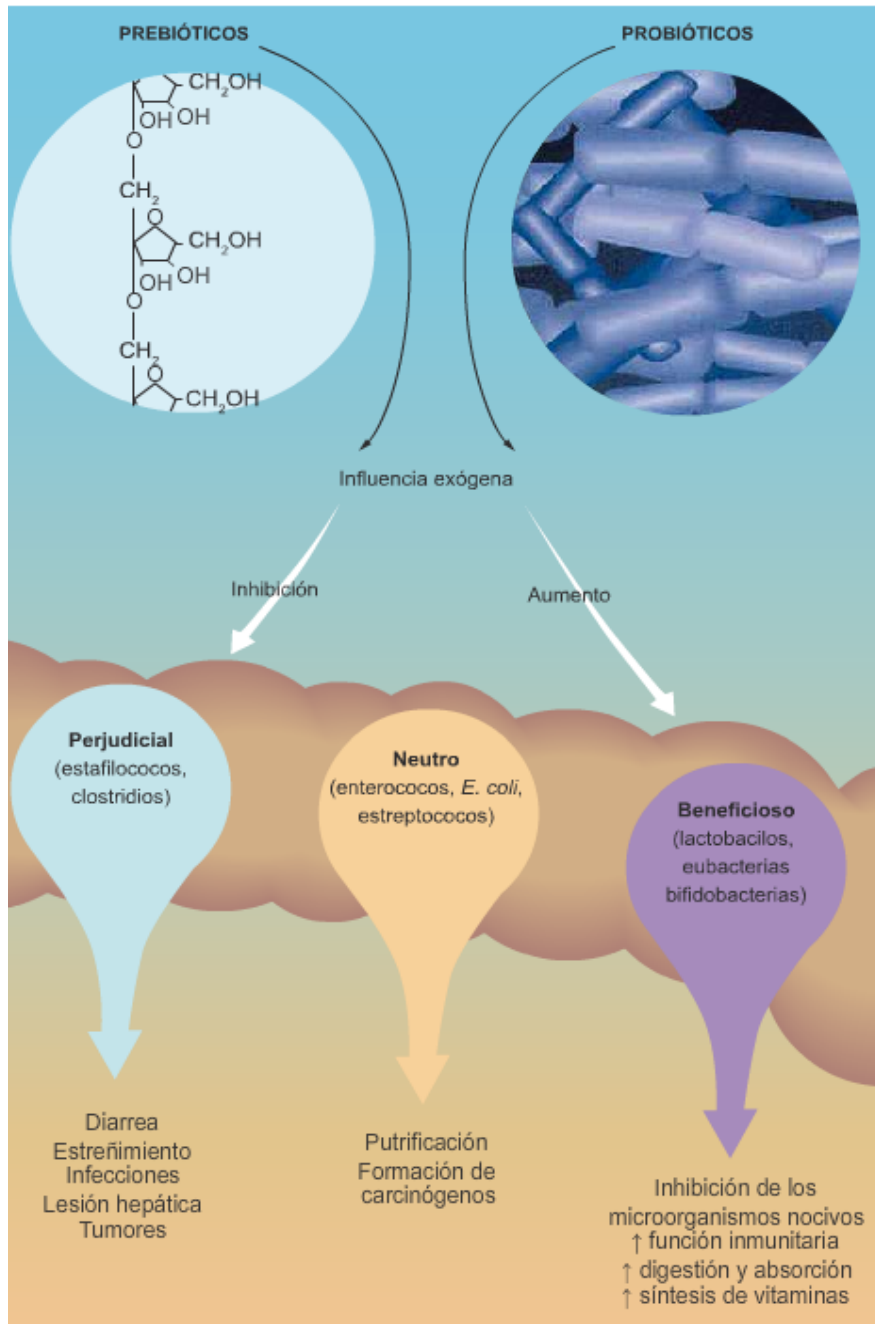 PREBIÓTICOS
PROBIÓTICOS
CH₂OH
OH
OH
O
CH₂
O
CH₂OH
OH
OH
O
CH₂
O
CH₂OH
Influencia exógena
Inhibición
Aumento
Perjudicial
(estafilococos,
clostridios)
Neutro
(enterococos, E. coli,
estreptococos)
Beneficioso
(lactobacilos,
eubacterias
bifidobacterias)
Diarrea
Estreñimiento
Infecciones
Lesión hepática
Tumores
Putrificación
Formación de
carcinógenos
Inhibición de los
microorganismos nocivos
↑ función inmunitaria
↑ digestión y absorción
↑ síntesis de vitaminas